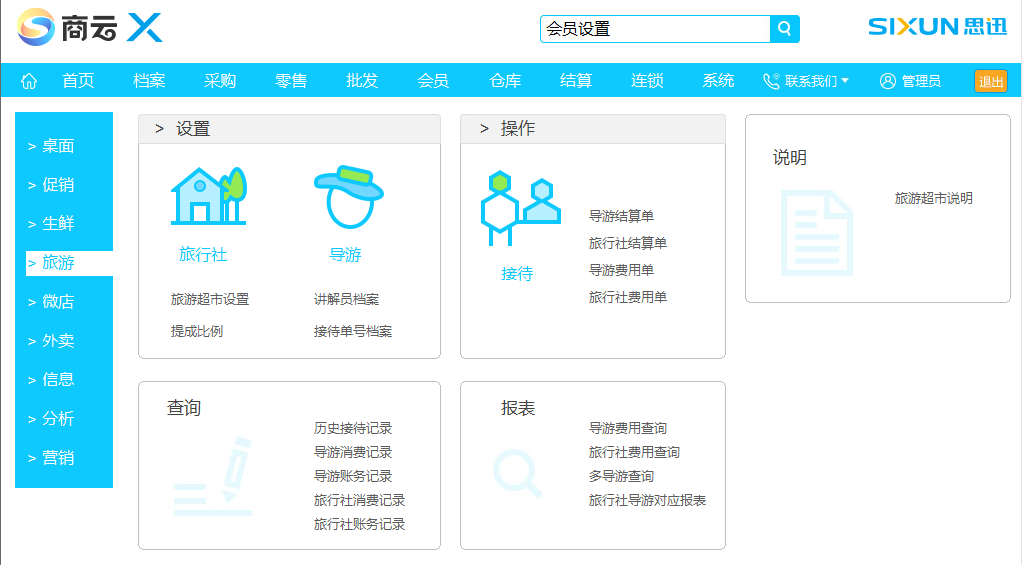 商云 X
会员设置
SIXUN思迅
首页 档案 采购 零售 批发 会员 仓库 结算 连锁 系统 联系我们 管理员 退出
> 桌面
> 促销
> 生鲜
> 旅游
> 微店
> 外卖
> 信息
> 分析
> 营销
> 设置
旅行社
导游
旅游超市设置
讲解员档案
提成比例
接待单号档案
> 操作
接待
导游结算单
旅行社结算单
导游费用单
旅行社费用单
说明
旅游超市说明
查询
历史接待记录
导游消费记录
导游账务记录
旅行社消费记录
旅行社账务记录
报表
导游费用查询
旅行社费用查询
多导游查询
旅行社导游对应报表